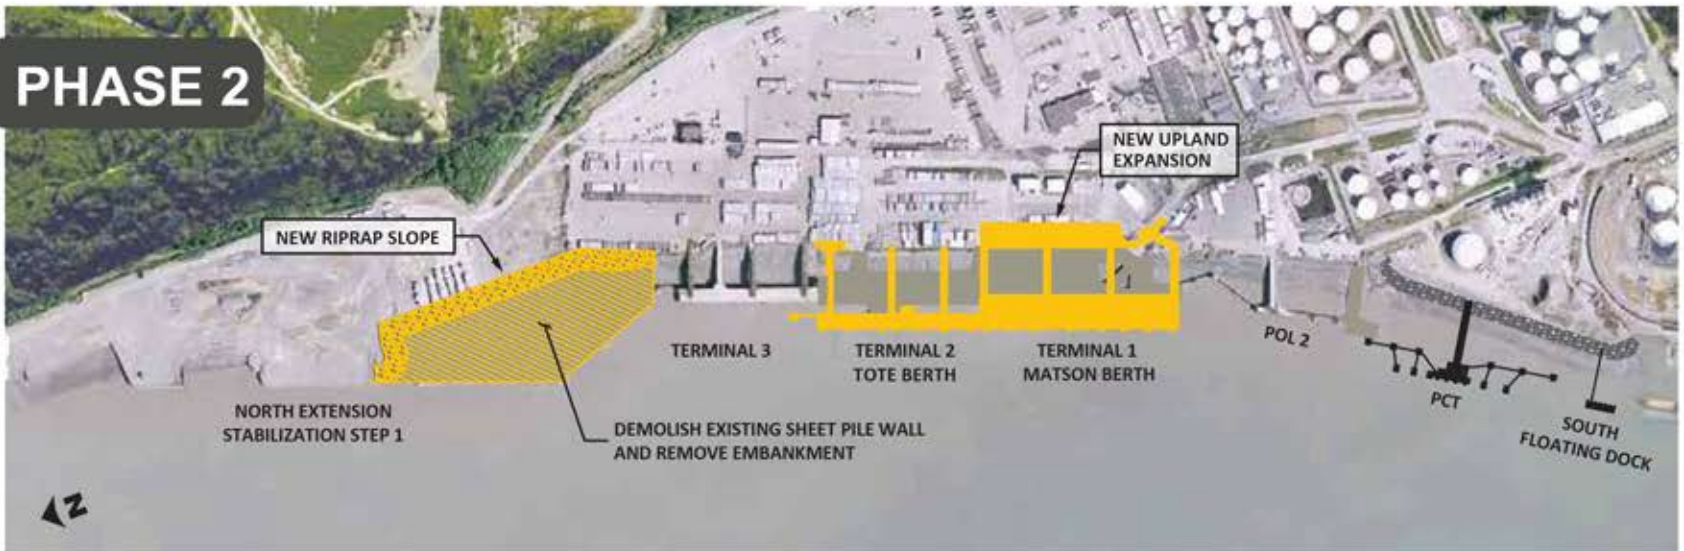 PHASE 2
NEW UPLAND
EXPANSION
NEW RIPRAP SLOPE
TERMINAL 3
TERMINAL 2
TOTE BERTH
TERMINAL 1
MATSON BERTH
POL 2
PCT
SOUTH
FLOATING DOCK
NORTH EXTENSION
STABILIZATION STEP 1
DEMOLISH EXISTING SHEET PILE WALL
AND REMOVE EMBANKMENT
N